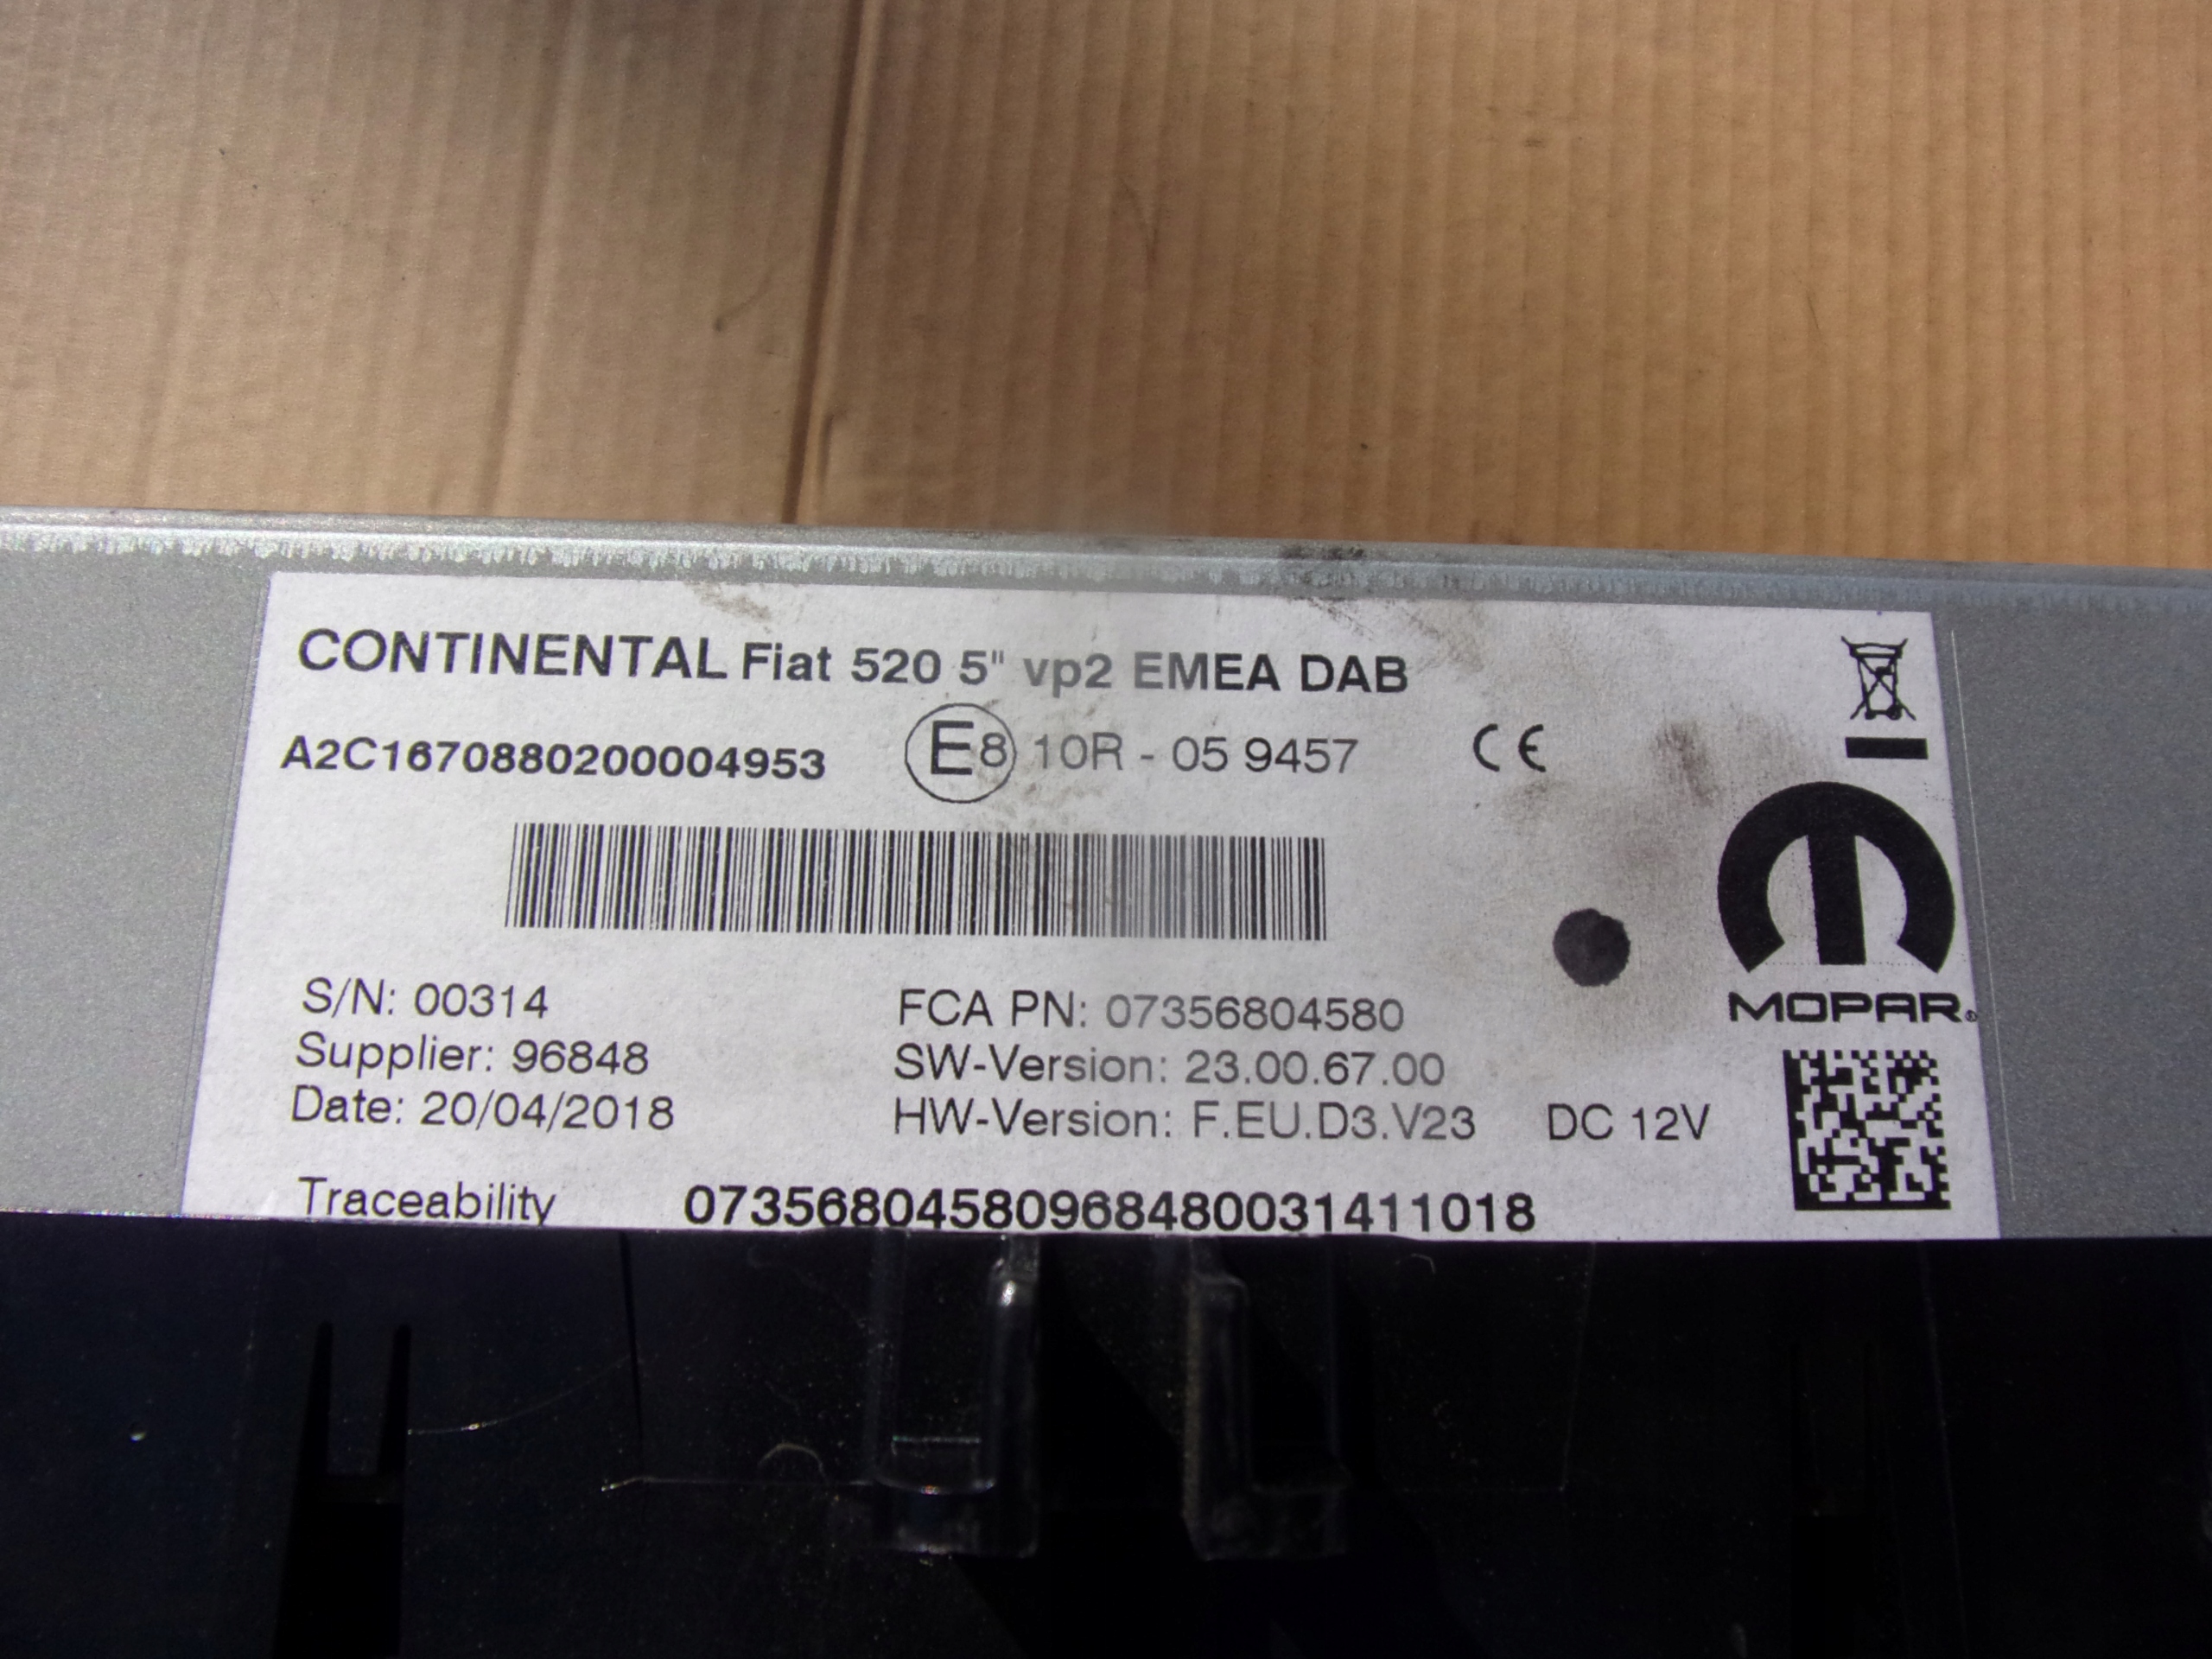 CONTINENTAL Fiat 520 5" vp2 EMEA DAB
A2C1670880200004953
E8 10R - 05 9457
CE
MOPAR®
S/N: 00314
FCA PN: 07356804580
Supplier: 96848
SW-Version: 23.00.67.00
Date: 20/04/2018
HW-Version: F.EU.D3.V23
DC 12V
Traceability 07356804580968480031411018